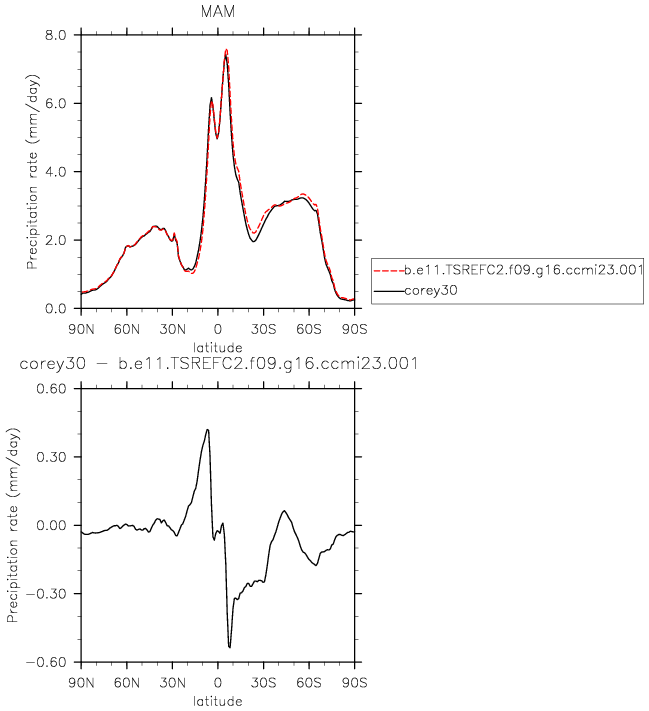 MAM
8.0
6.0
4.0
2.0
0.0
Precipitation rate (mm/day)
90N 60N 30N 0 30S 60S 90S
latitude
b.e11.TSREFC2.f09.g16.ccmi23.001
corey30
corey30 − b.e11.TSREFC2.f09.g16.ccmi23.001
0.60
0.30
0.00
−0.30
−0.60
Precipitation rate (mm/day)
90N 60N 30N 0 30S 60S 90S
latitude